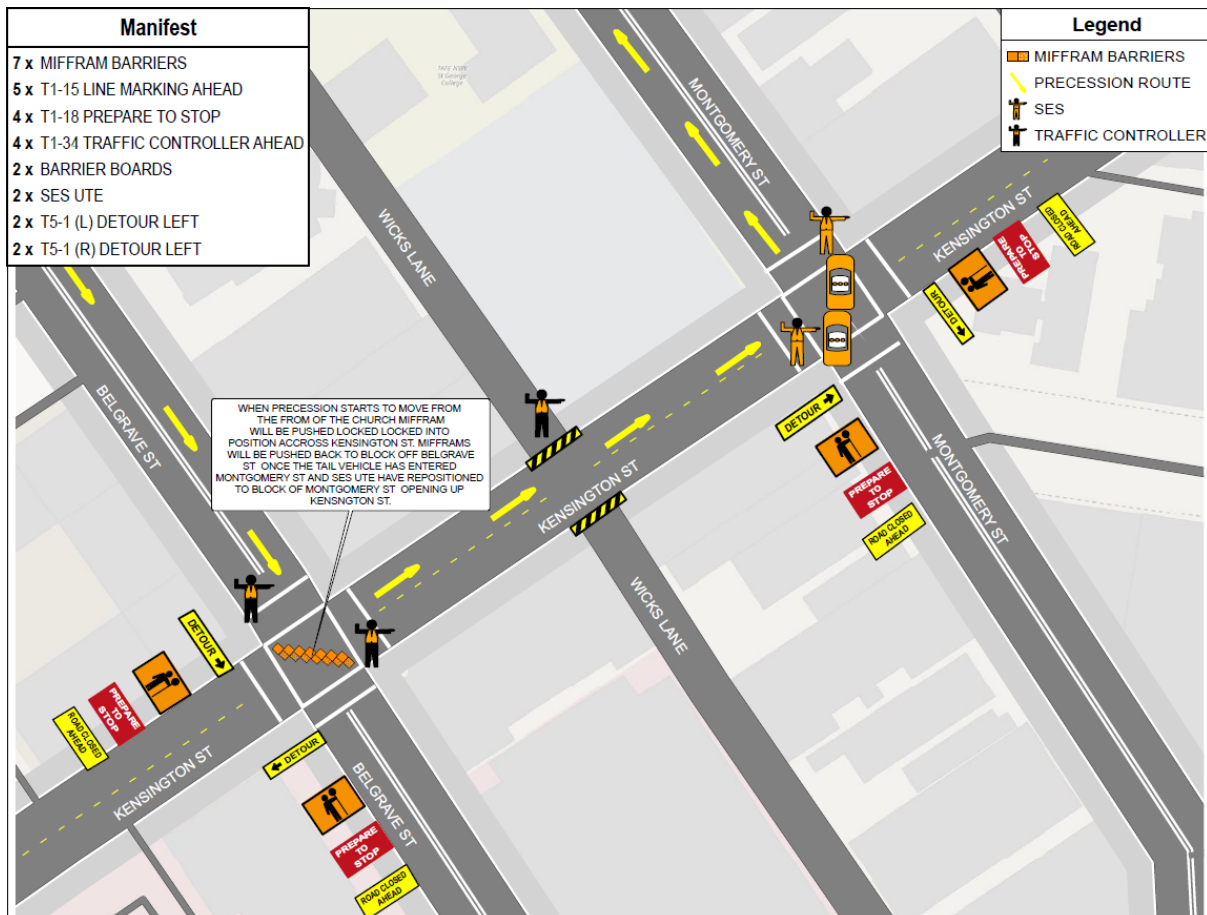 Manifest
7 x MIFFRAM BARRIERS
5 x T1-15 LINE MARKING AHEAD
4 x T1-18 PREPARE TO STOP
4 x T1-34 TRAFFIC CONTROLLER AHEAD
2 x BARRIER BOARDS
2 x SES UTE
2 x T5-1 (L) DETOUR LEFT
2 x T5-1 (R) DETOUR LEFT
Legend
MIFFRAM BARRIERS
PRECESSION ROUTE
SES
TRAFFIC CONTROLLER
TAFE NSW
St George
College
MONTGOMERY ST
WICKS LANE
KENSINGTON ST
ROAD CLOSED
AHEAD
PREPARE
TO
STOP
DETOUR
BELGRAVE ST
WHEN PRECESSION STARTS TO MOVE FROM
THE FROM OF THE CHURCH MIFFRAM
WILL BE PUSHED LOCKED LOCKED INTO
POSITION ACCROSS KENSINGTON ST. MIFFRAMS
WILL BE PUSHED BACK TO BLOCK OFF BELGRAVE
ST ONCE THE TAIL VEHICLE HAS ENTERED
MONTGOMERY ST AND SES UTE HAVE REPOSITIONED
TO BLOCK OF MONTGOMERY ST OPENING UP
KENSNGTON ST.
DETOUR
PREPARE
TO
STOP
ROAD CLOSED
AHEAD
MONTGOMERY ST
KENSINGTON ST
WICKS LANE
DETOUR
PREPARE
TO
STOP
ROAD CLOSED
AHEAD
KENSINGTON ST
DETOUR
PREPARE
TO
STOP
ROAD CLOSED
AHEAD
BELGRAVE ST